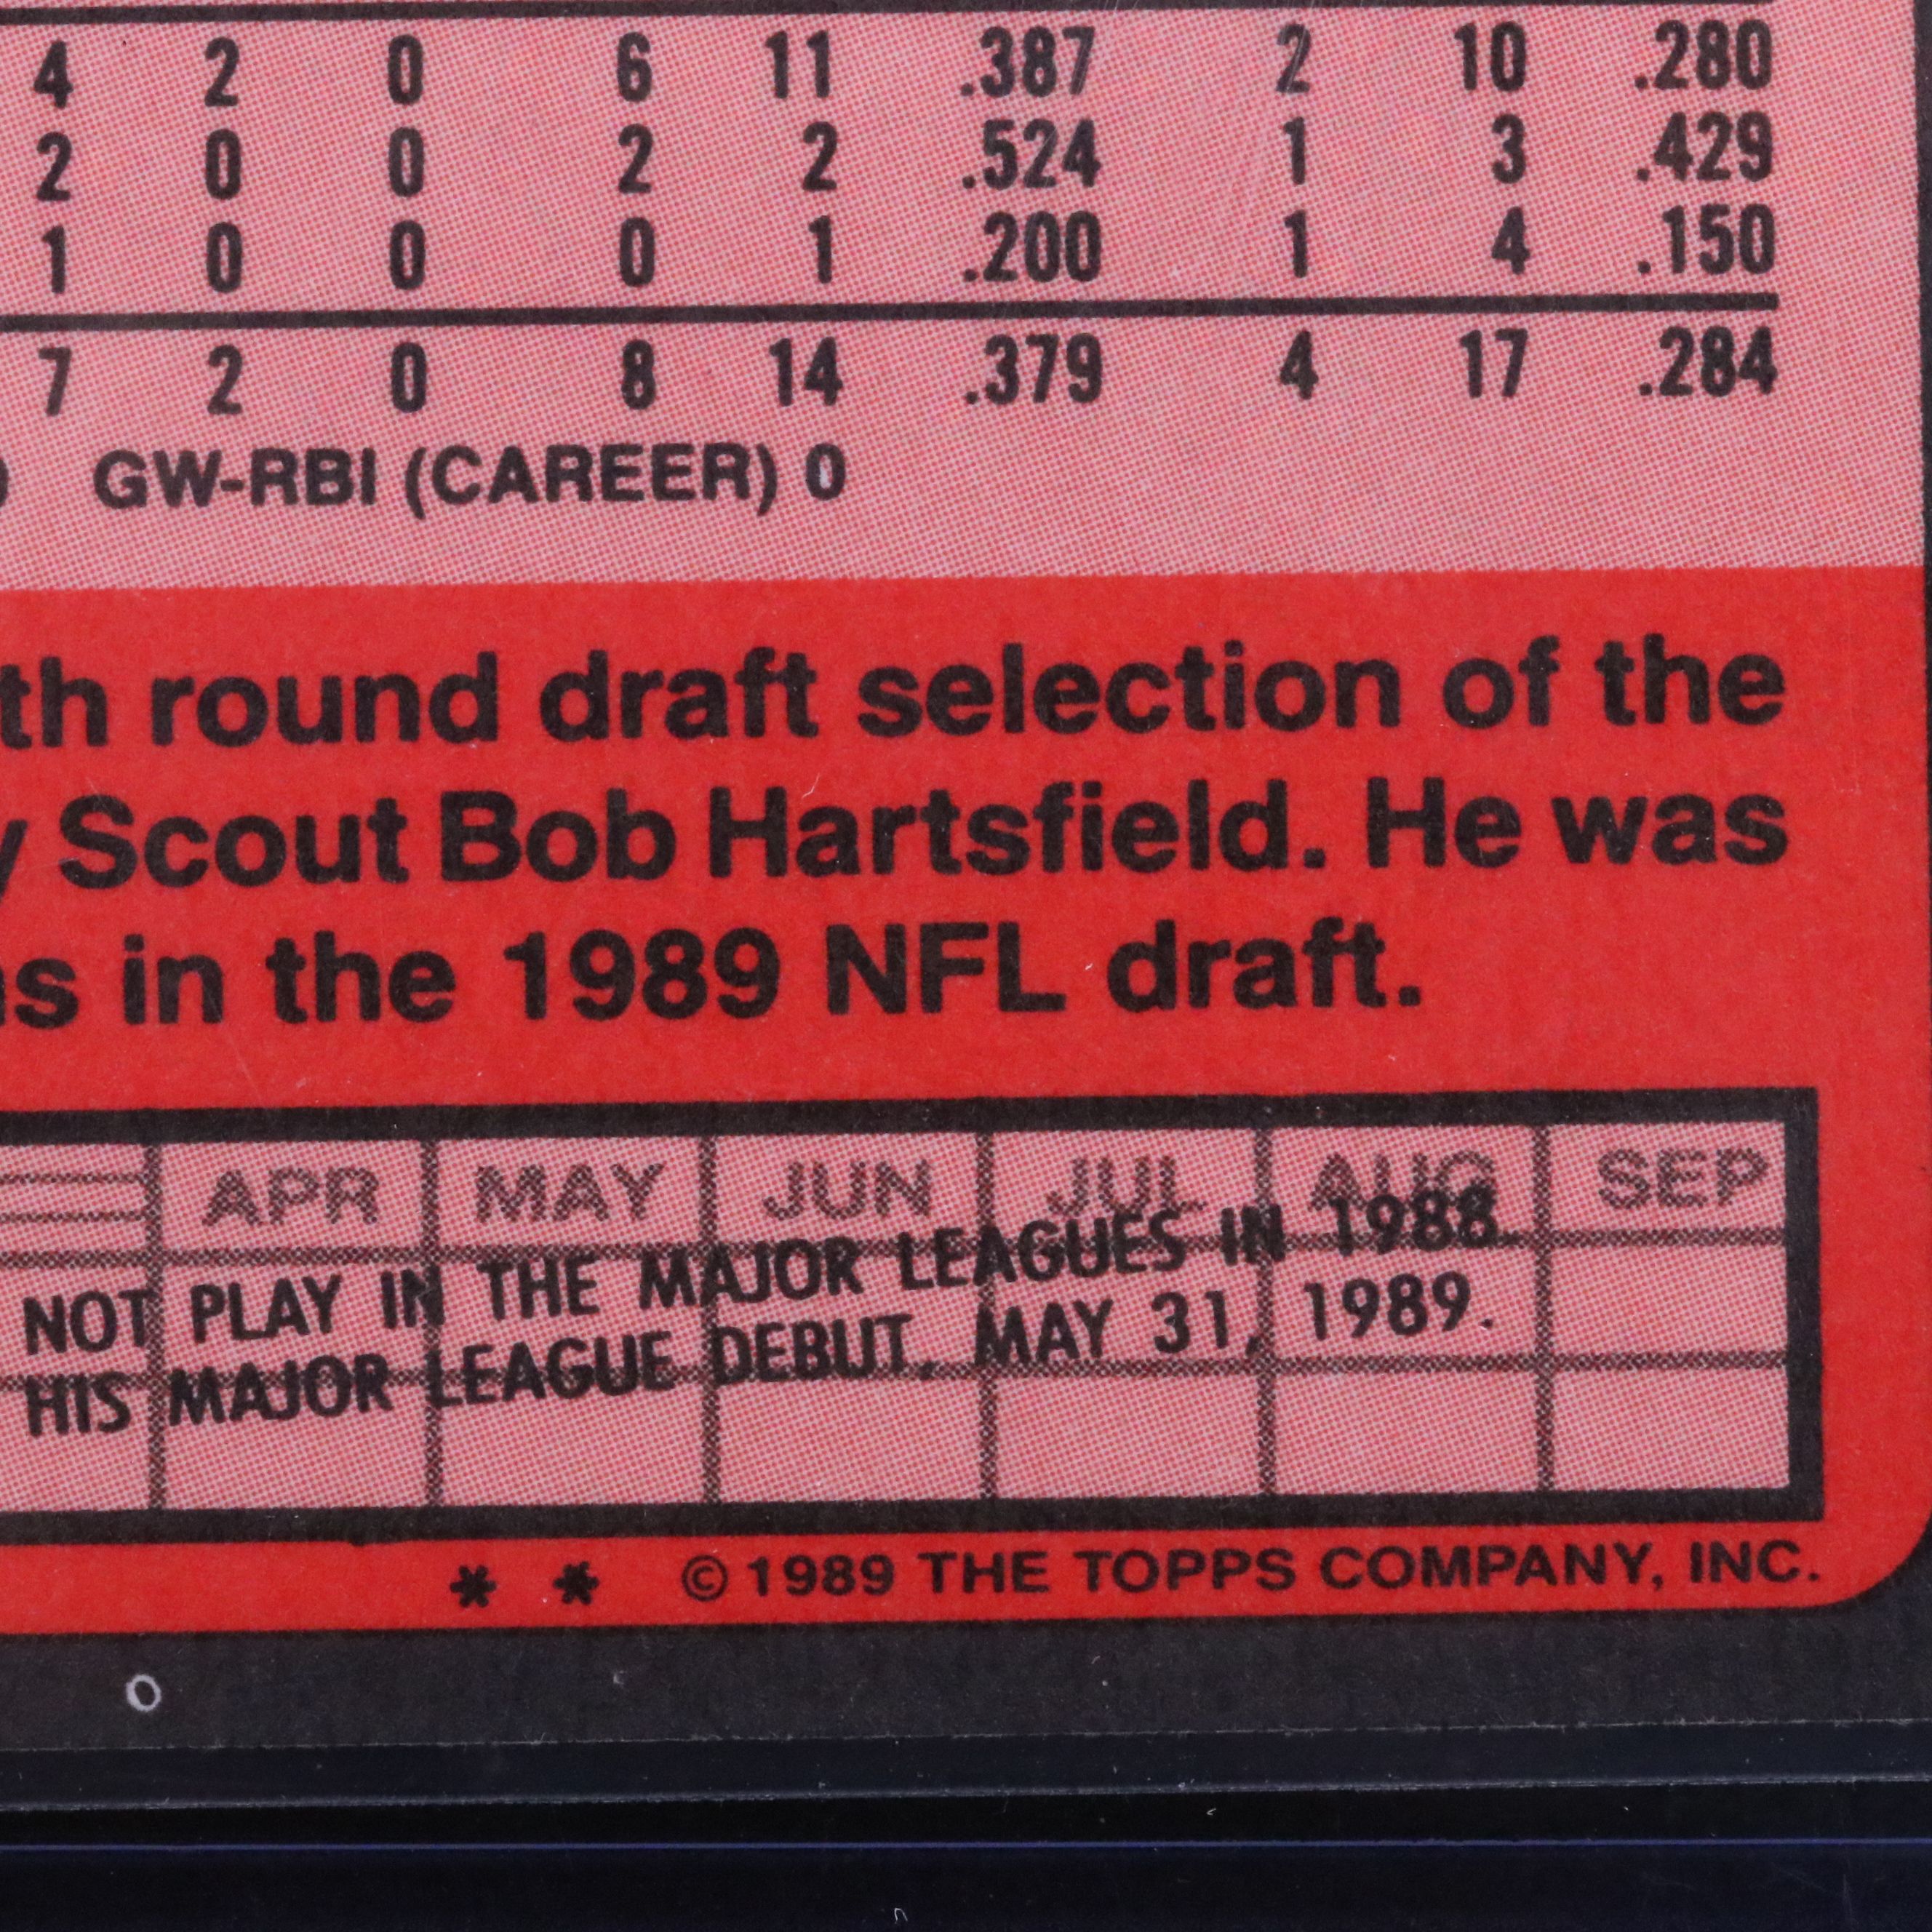 4 2 0 6 11 .387 2 10 .280
2 0 0 2 2 .524 1 3 .429
1 0 0 0 1 .200 1 4 .150
7 2 0 8 14 .379 4 17 .284
) GW-RBI (CAREER) 0
th round draft selection of the
y Scout Bob Hartsfield. He was
s in the 1989 NFL draft.
APR MAY JUN JUL AUG SEP
NOT PLAY IN THE MAJOR LEAGUES IN 1988.
HIS MAJOR LEAGUE DEBUT, MAY 31, 1989.
* * © 1989 THE TOPPS COMPANY, INC.